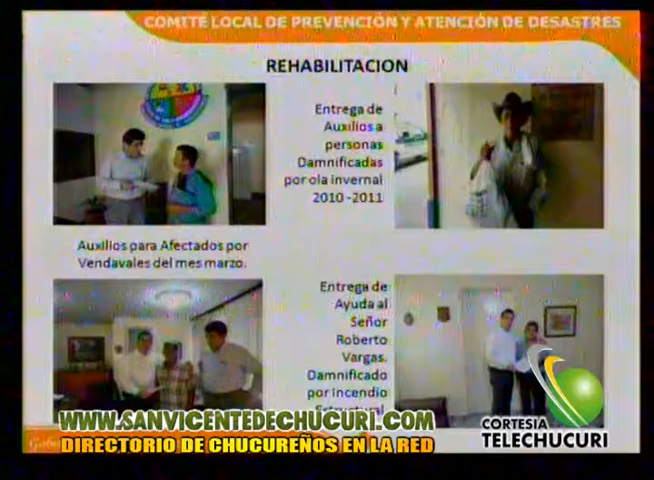 COMITÉ LOCAL DE PREVENCIÓN Y ATENCIÓN DE DESASTRES
REHABILITACION
Entrega de
Auxilios a
personas
Damnificadas
por ola invernal
2010 -2011
Auxilios para Afectados por
Vendavales del mes marzo.
Entrega de
Ayuda al
Señor
Roberto
Vargas.
Damnificado
por Incendio
Estructural
WWW.SANVICENTEDECHUCURI.COM
DIRECTORIO DE CHUCUREÑOS EN LA RED
CORTESIA
TELECHUCURI